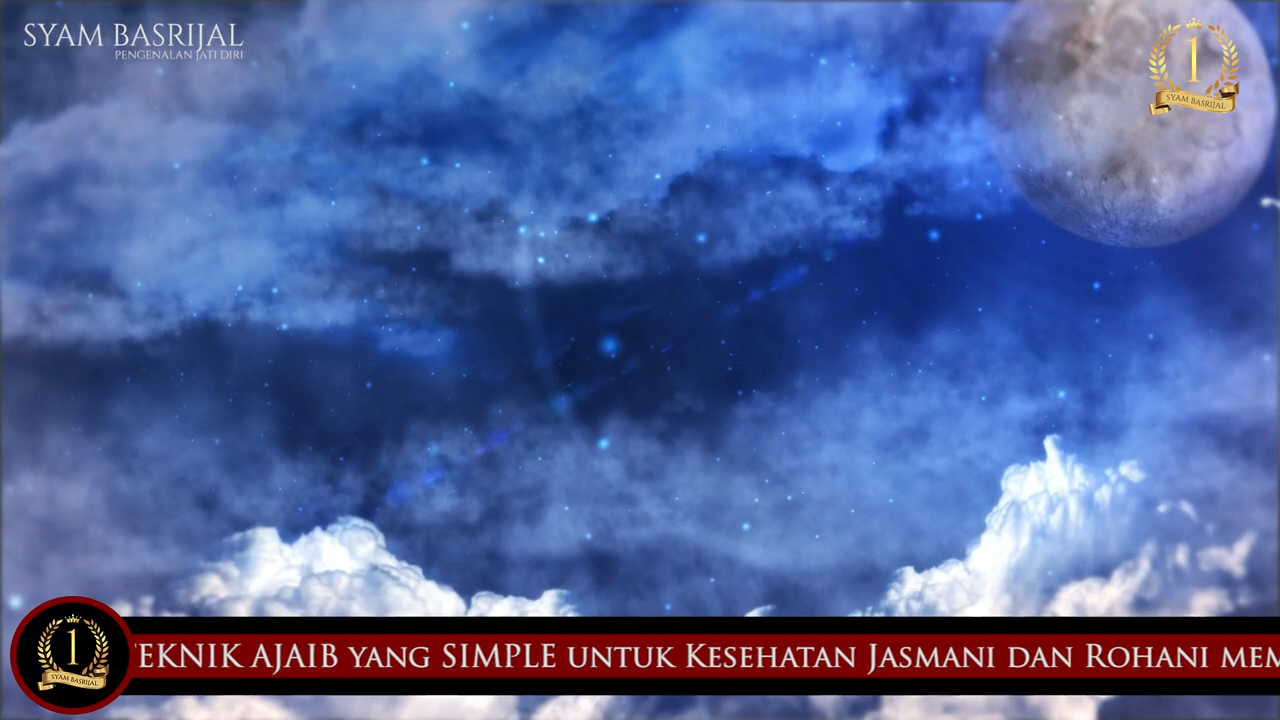 SYAM BASRIJAL
PENGENALAN JATI DIRI
1
SYAM BASRIJAL
1
SYAM BASRIJAL
TEKNIK AJAIB YANG SIMPLE UNTUK KESEHATAN JASMANI DAN ROHANI MEM